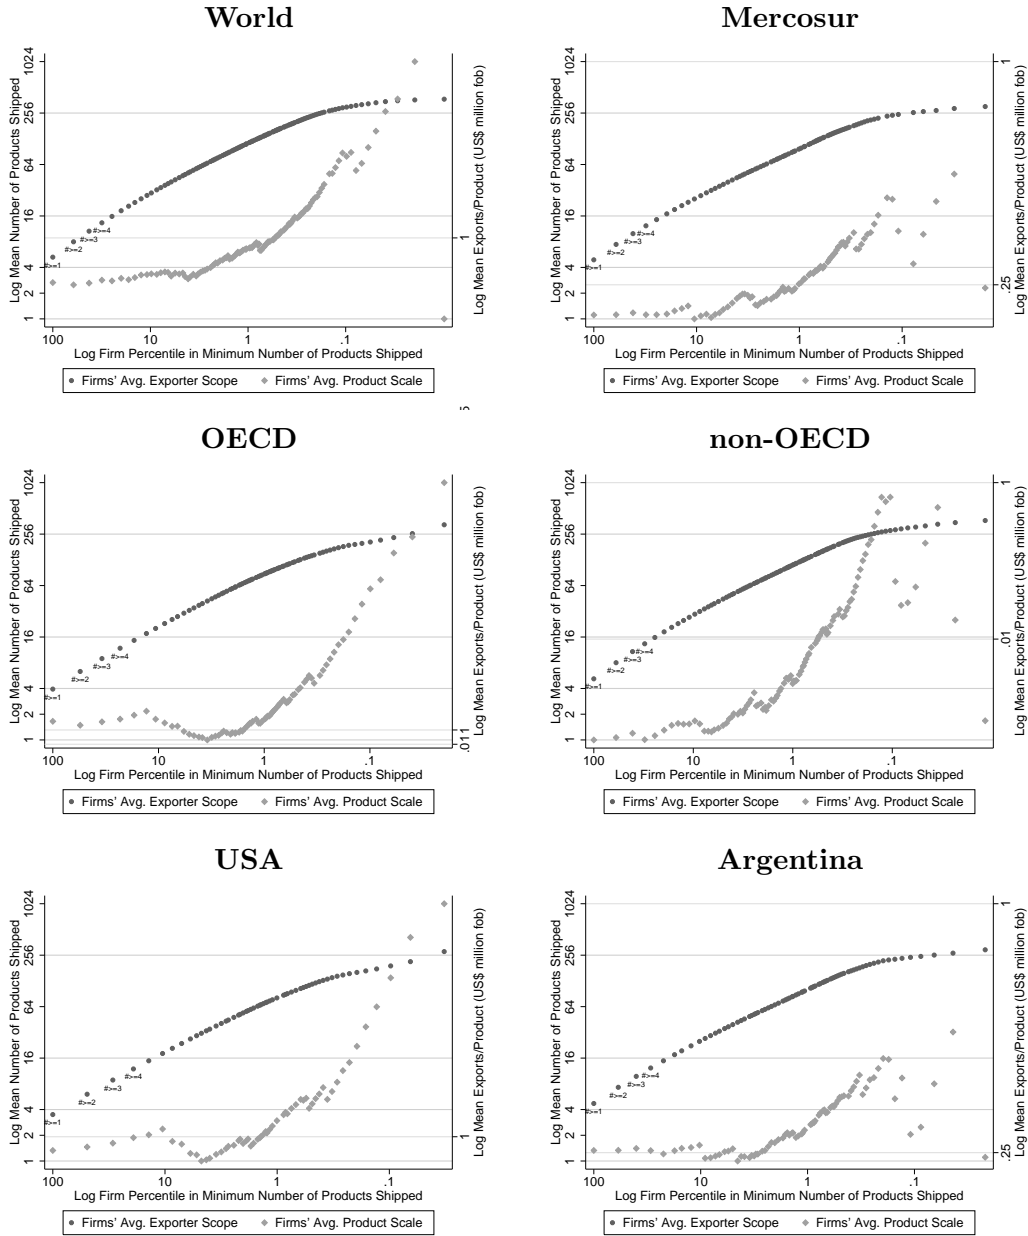 World
Mercosur
Log Mean Number of Products Shipped
1024
256
64
16
4
2
1
#>=1
#>=2
#>=3
#>=4
1
Log Mean Exports/Product (US$ million fob)
100
10
1
.1
Log Firm Percentile in Minimum Number of Products Shipped
Firms' Avg. Exporter Scope
Firms' Avg. Product Scale
Log Mean Number of Products Shipped
1024
256
64
16
4
2
1
#>=1
#>=2
#>=3
#>=4
1
.25
Log Mean Exports/Product (US$ million fob)
100
10
1
.1
Log Firm Percentile in Minimum Number of Products Shipped
Firms' Avg. Exporter Scope
Firms' Avg. Product Scale
OECD
non-OECD
Log Mean Number of Products Shipped
1024
256
64
16
4
2
1
#>=1
#>=2
#>=3
#>=4
Log Mean Exports/Product (US$ million fob)
100
10
1
.1
Log Firm Percentile in Minimum Number of Products Shipped
Firms' Avg. Exporter Scope
Firms' Avg. Product Scale
Log Mean Number of Products Shipped
1024
256
64
16
4
2
1
#>=1
#>=2
#>=3
#>=4
1
.01
Log Mean Exports/Product (US$ million fob)
100
10
1
.1
Log Firm Percentile in Minimum Number of Products Shipped
Firms' Avg. Exporter Scope
Firms' Avg. Product Scale
USA
Argentina
Log Mean Number of Products Shipped
1024
256
64
16
4
2
1
#>=1
#>=2
#>=3
#>=4
1
Log Mean Exports/Product (US$ million fob)
100
10
1
.1
Log Firm Percentile in Minimum Number of Products Shipped
Firms' Avg. Exporter Scope
Firms' Avg. Product Scale
Log Mean Number of Products Shipped
1024
256
64
16
4
2
1
#>=1
#>=2
#>=3
#>=4
1
.25
Log Mean Exports/Product (US$ million fob)
100
10
1
.1
Log Firm Percentile in Minimum Number of Products Shipped
Firms' Avg. Exporter Scope
Firms' Avg. Product Scale